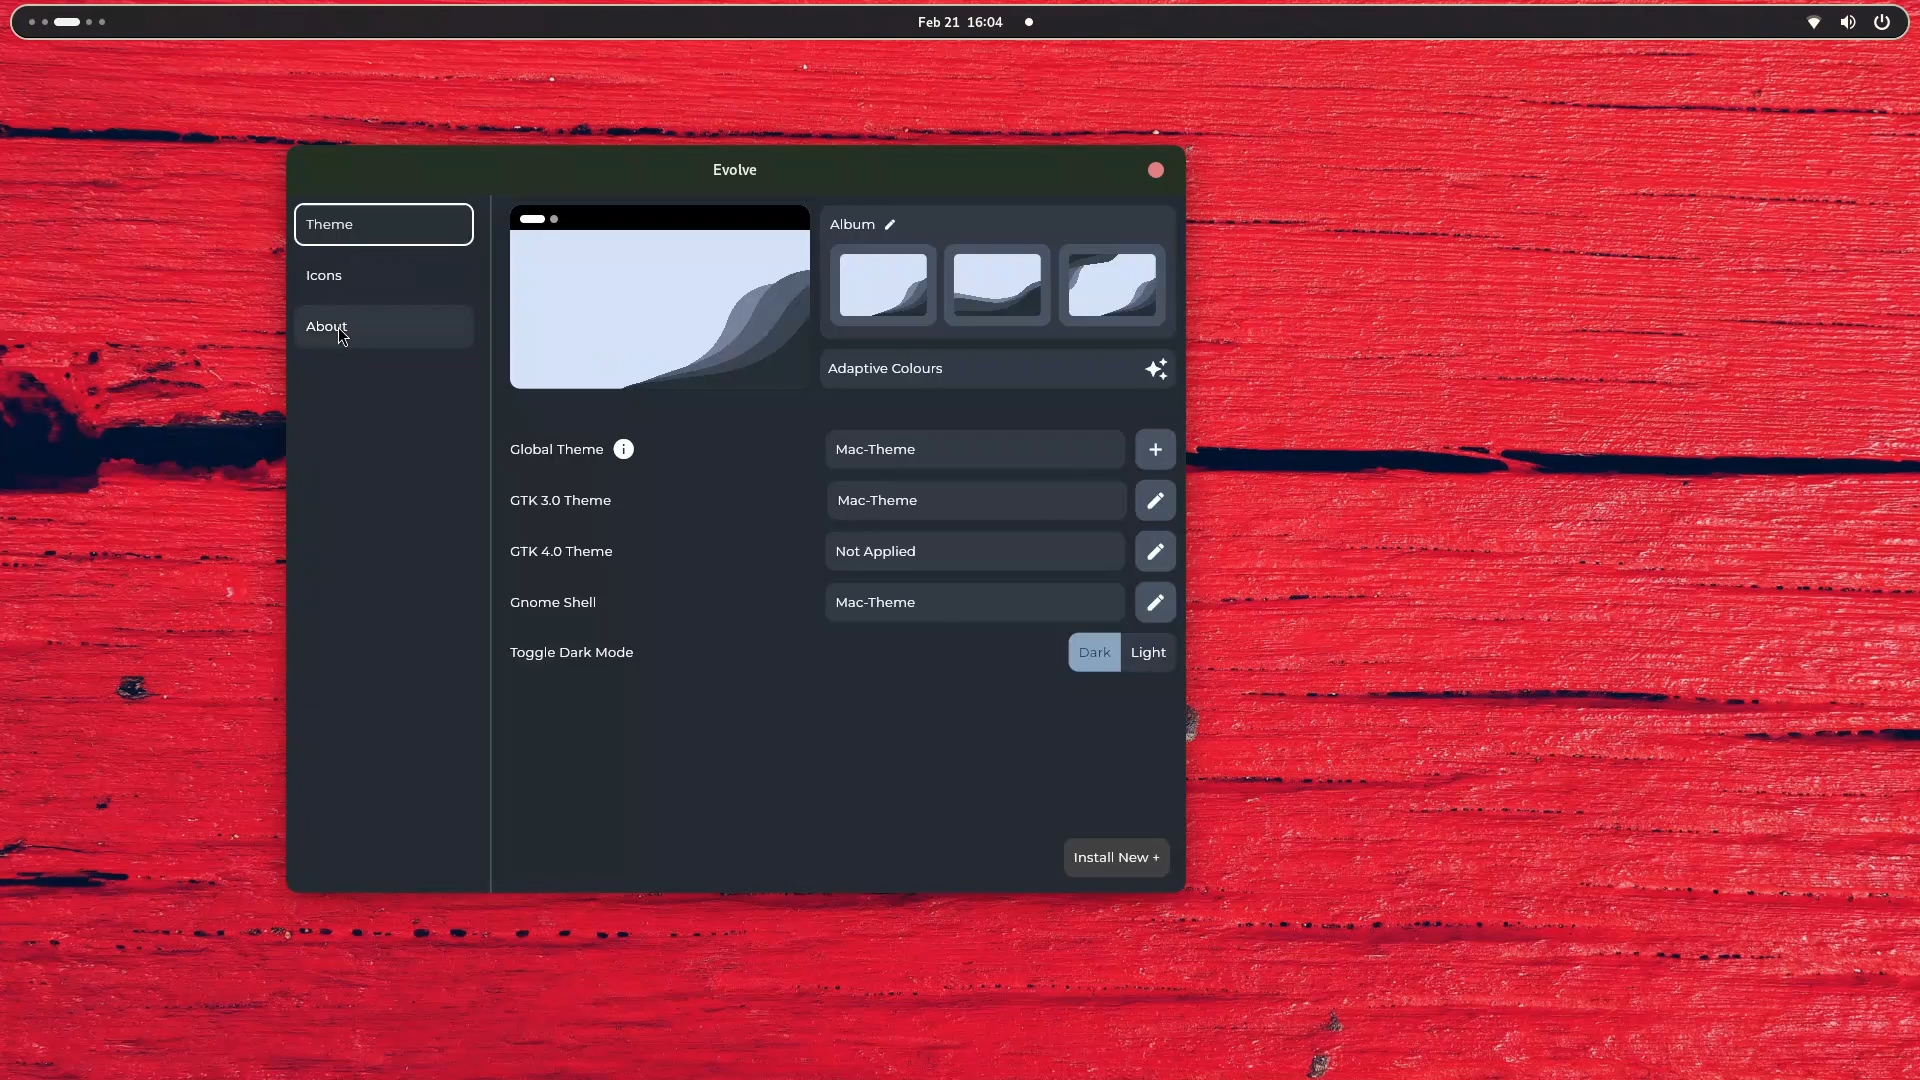 Feb 21 16:04
Evolve
Theme
Icons
About
Album
Adaptive Colours
Global Theme
Mac-Theme
GTK 3.0 Theme
Mac-Theme
GTK 4.0 Theme
Not Applied
Gnome Shell
Mac-Theme
Toggle Dark Mode
Dark
Light
Install New +